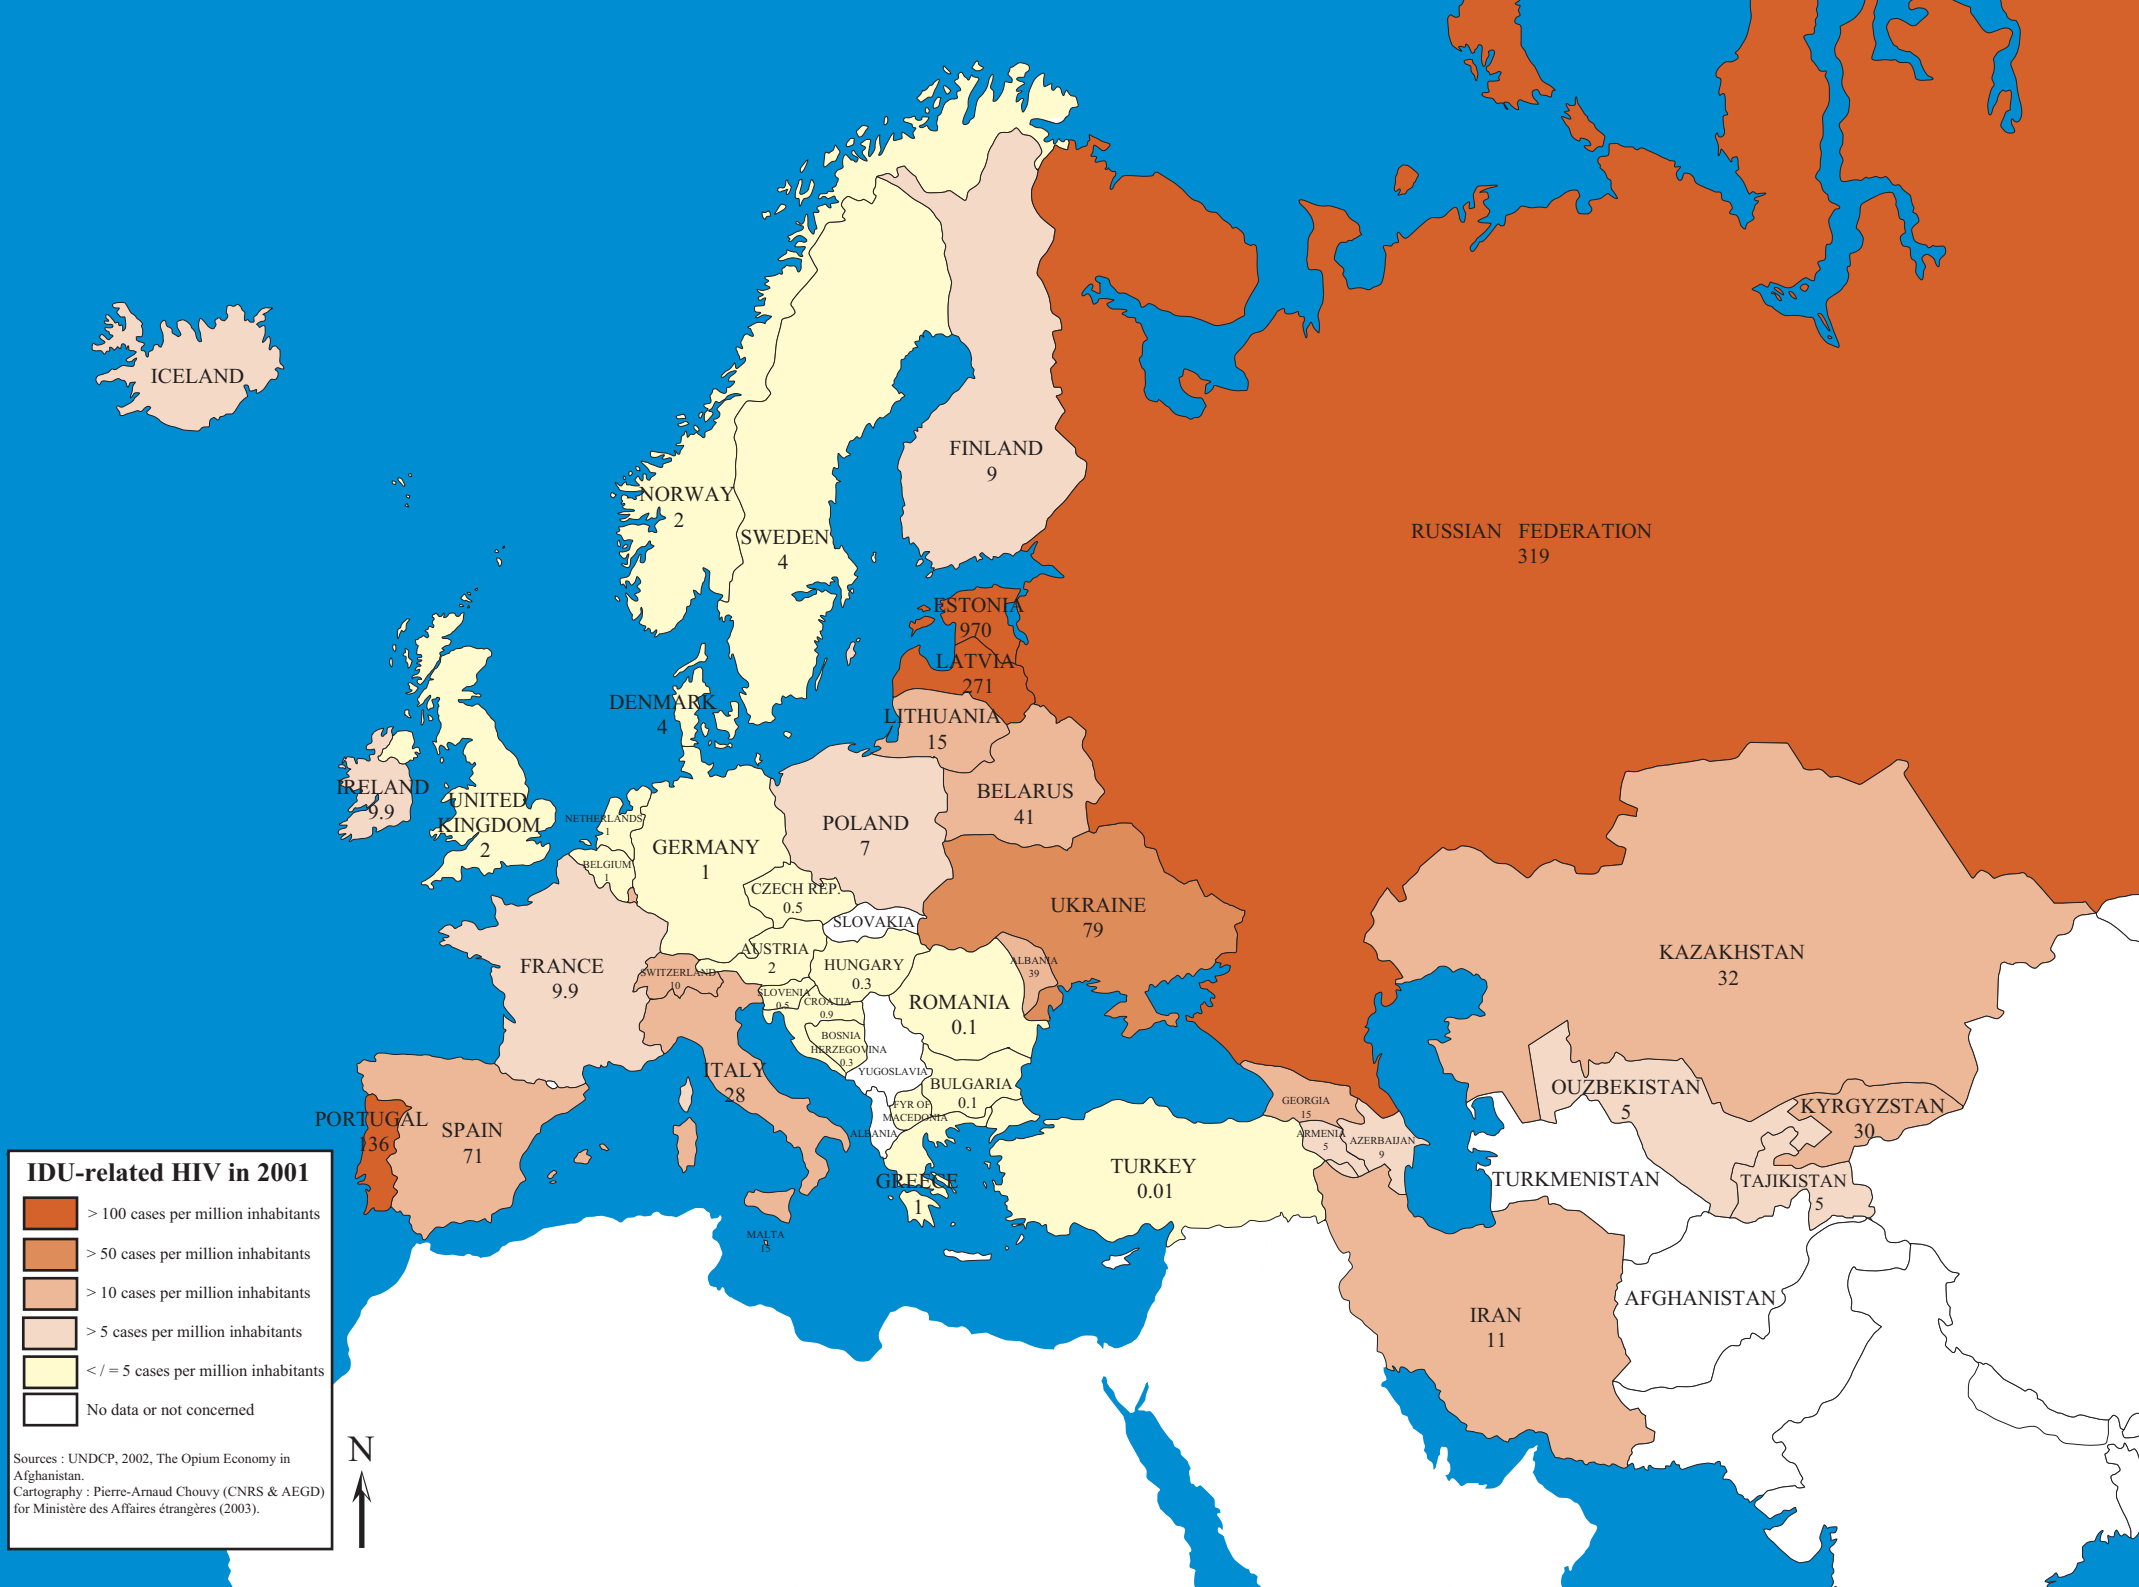 ICELAND
FINLAND
9
NORWAY
2
SWEDEN
4
RUSSIAN FEDERATION
319
ESTONIA
970
LATVIA
271
DENMARK
4
LITHUANIA
15
IRELAND
9.9
UNITED
KINGDOM
2
NETHERLANDS
1
BELGIUM
1
GERMANY
1
POLAND
7
BELARUS
41
CZECH REP.
0.5
SLOVAKIA
UKRAINE
79
KAZAKHSTAN
32
FRANCE
9.9
SWITZERLAND
10
AUSTRIA
2
HUNGARY
0.3
ALBANIA
39
SLOVENIA
0.5
CROATIA
0.9
ROMANIA
0.1
BOSNIA
HERZEGOVINA
0.3
YUGOSLAVIA
ITALY
28
BULGARIA
0.1
FYR OF
MACEDONIA
ALBANIA
PORTUGAL
136
SPAIN
71
GEORGIA
15
ARMENIA
5
AZERBAIJAN
9
OUZBEKISTAN
5
KYRGYZSTAN
30
TURKMENISTAN
TAJIKISTAN
5
TURKEY
0.01
GREECE
1
MALTA
15
AFGHANISTAN
IRAN
11
IDU-related HIV in 2001
> 100 cases per million inhabitants
> 50 cases per million inhabitants
> 10 cases per million inhabitants
> 5 cases per million inhabitants
< / = 5 cases per million inhabitants
No data or not concerned
Sources : UNDCP, 2002, The Opium Economy in
Afghanistan.
Cartography : Pierre-Arnaud Chouvy (CNRS & AEGD)
for Ministère des Affaires étrangères (2003).
N